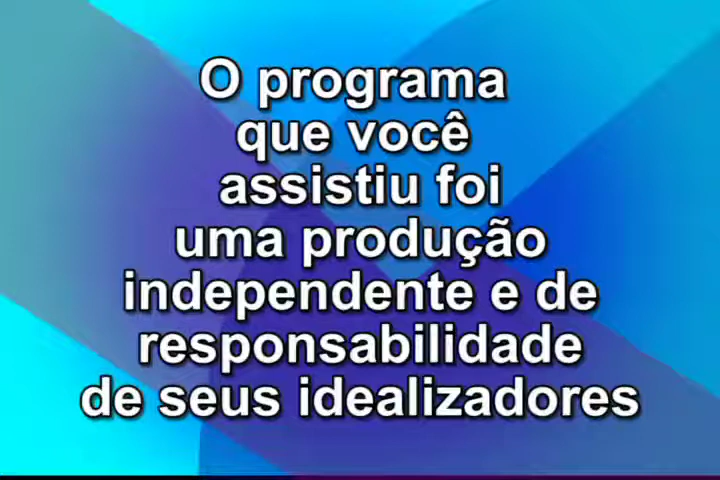 O programa
que você
assistiu foi
uma produção
independente e de
responsabilidade
de seus idealizadores